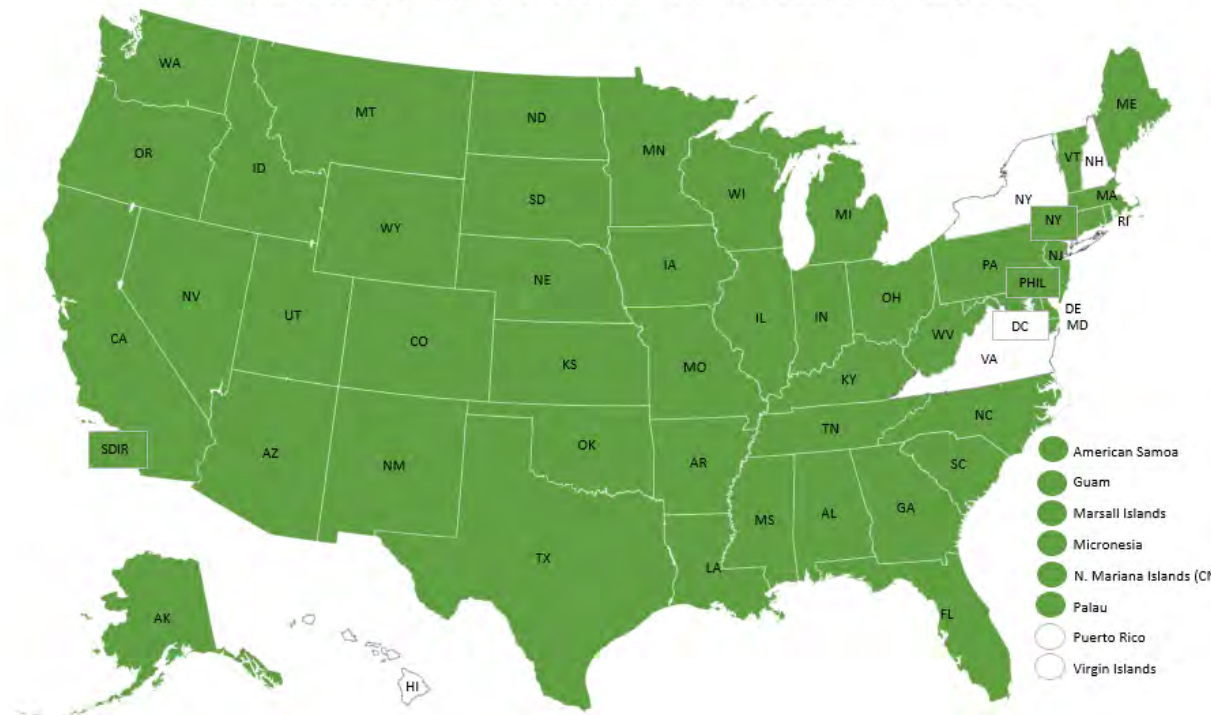 WA
MT
ND
MN
ME
OR
ID
SD
WI
MI
VT
NH
MA
NY
NY
RI
WY
IA
PA
NJ
NE
PHIL
NV
UT
CO
IL
IN
OH
WV
DC
DE
MD
CA
KS
MO
KY
VA
SDIR
AZ
NM
OK
AR
TN
NC
SC
MS
AL
GA
TX
LA
FL
AK
HI
American Samoa
Guam
Marsall Islands
Micronesia
N. Mariana Islands
Palau
Puerto Rico
Virgin Islands